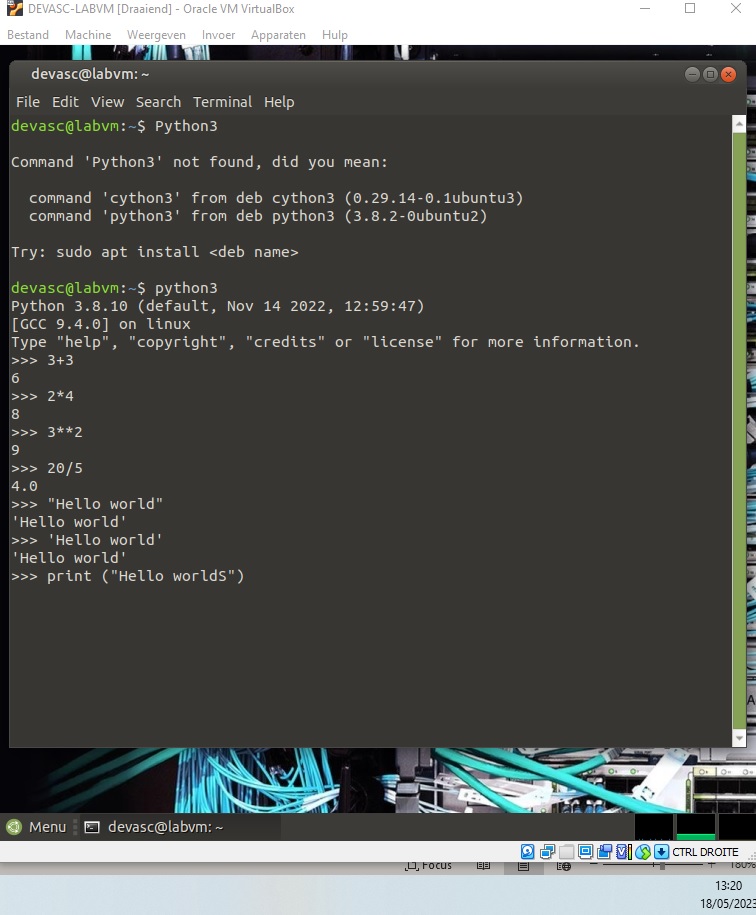 DEVASC-LABVM [Draaiend] - Oracle VM VirtualBox
Bestand Machine Weergeven Invoer Apparaten Hulp
devasc@labvm: ~
File Edit View Search Terminal Help
devasc@labvm:~$ Python3
Command 'Python3' not found, did you mean:
command 'cython3' from deb cython3 (0.29.14-0.1ubuntu3)
command 'python3' from deb python3 (3.8.2-0ubuntu2)
Try: sudo apt install <deb name>
devasc@labvm:~$ python3
Python 3.8.10 (default, Nov 14 2022, 12:59:47)
[GCC 9.4.0] on linux
Type "help", "copyright", "credits" or "license" for more information.
>>> 3+3
6
>>> 2*4
8
>>> 3**2
9
>>> 20/5
4.0
>>> "Hello world"
'Hello world'
>>> 'Hello world'
'Hello world'
>>> print ("Hello worldS")
Menu devasc@labvm: ~
CTRL DROITE
Focus 180%
13:20
18/05/2023